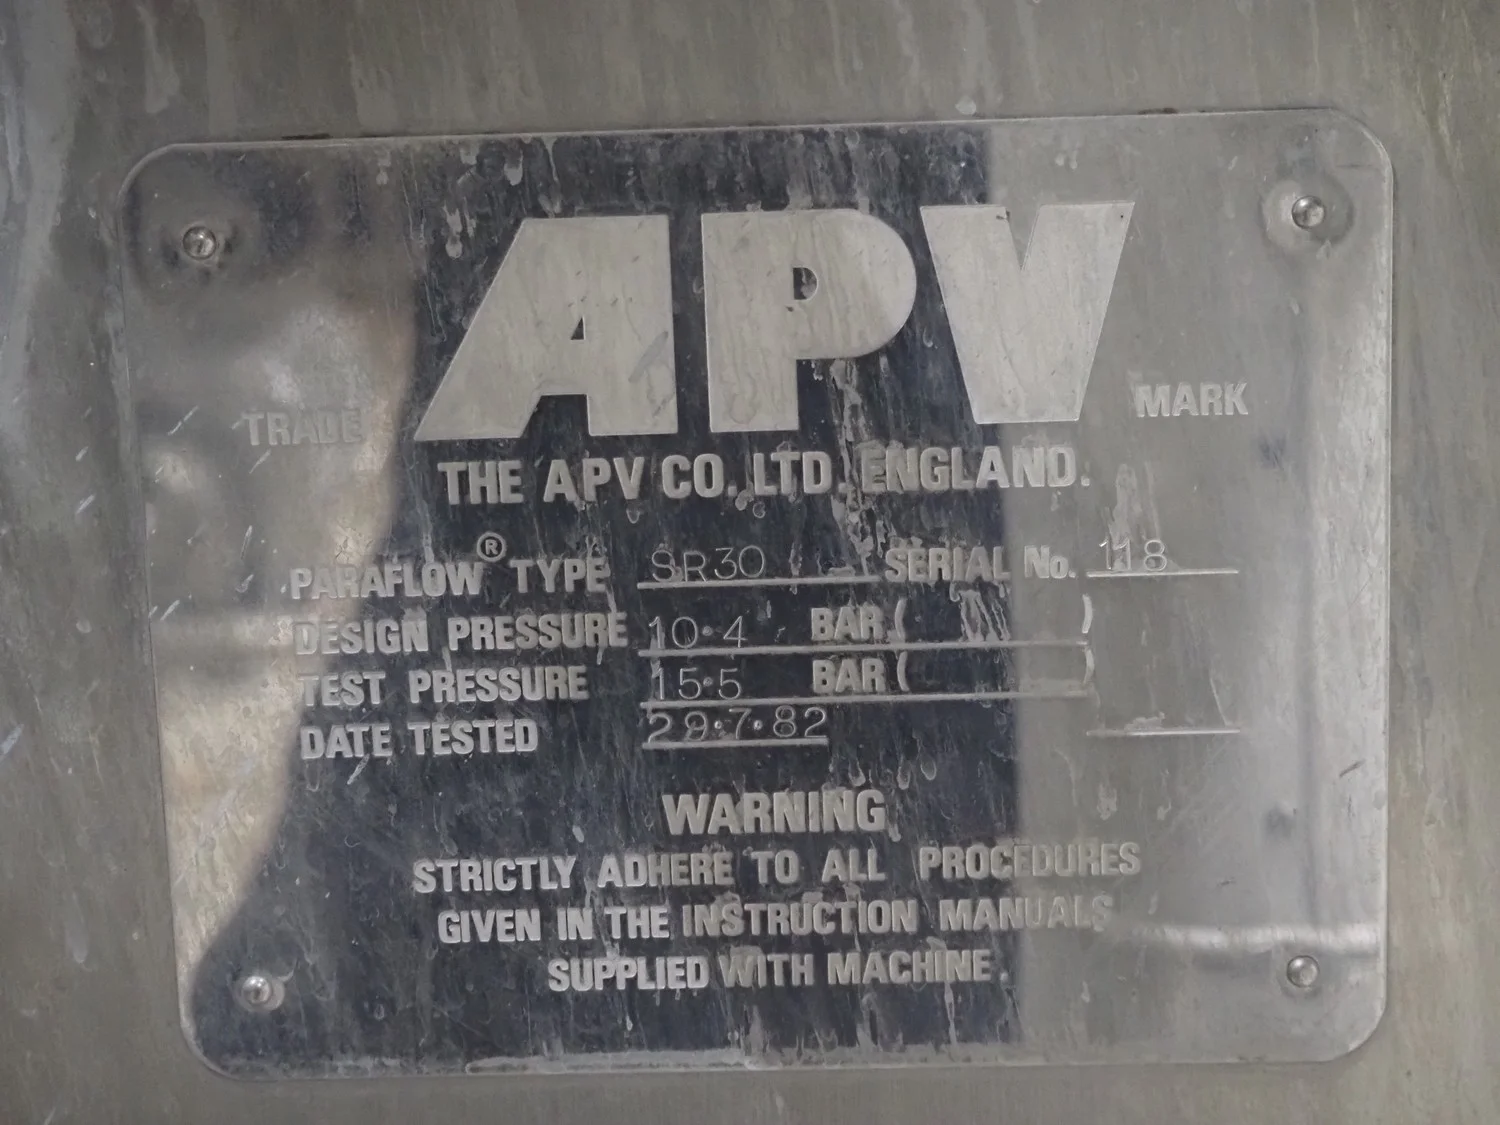 APV
TRADE MARK
THE APV CO. LTD. ENGLAND.
PARAFLOW ® TYPE SR30 SERIAL No. 118
DESIGN PRESSURE 10·4 BAR ( )
TEST PRESSURE 15·5 BAR ( )
DATE TESTED 29·7·82
WARNING
STRICTLY ADHERE TO ALL PROCEDURES
GIVEN IN THE INSTRUCTION MANUALS
SUPPLIED WITH MACHINE.